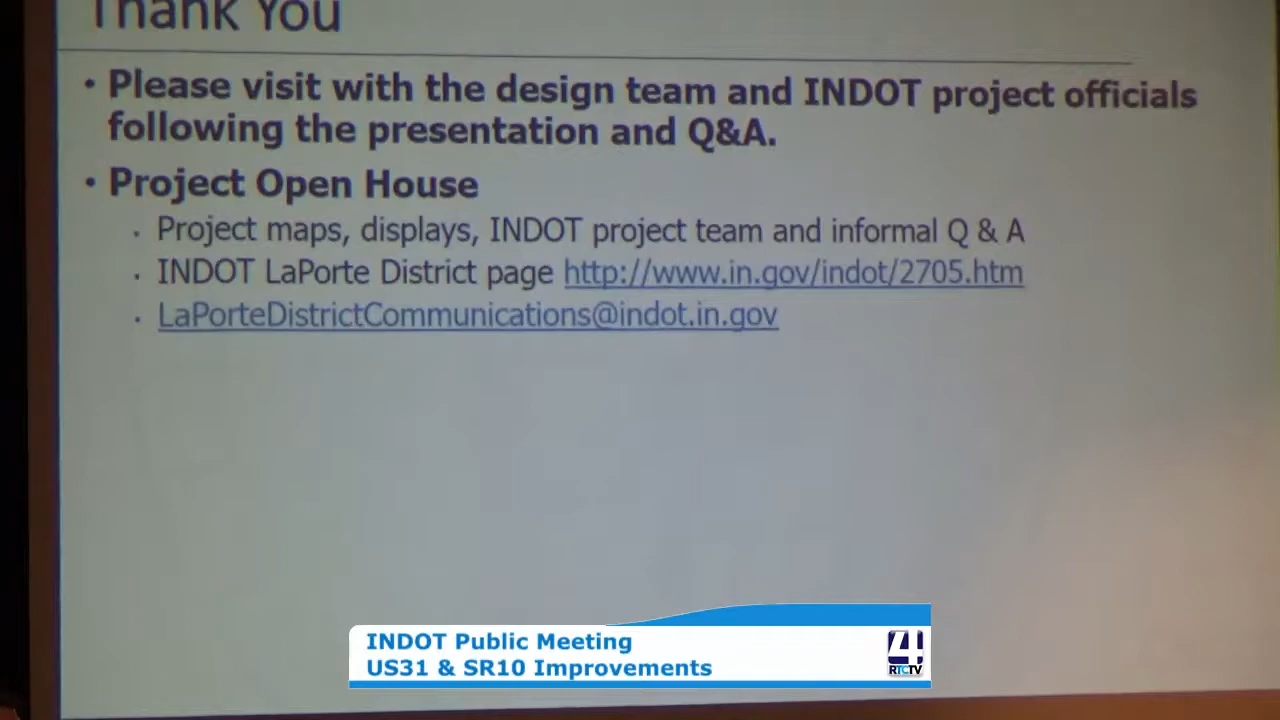 Thank You
• Please visit with the design team and INDOT project officials
following the presentation and Q&A.
• Project Open House
• Project maps, displays, INDOT project team and informal Q & A
• INDOT LaPorte District page http://www.in.gov/indot/2705.htm
• LaPorteDistrictCommunications@indot.in.gov
INDOT Public Meeting
US31 & SR10 Improvements
4
RTCTV